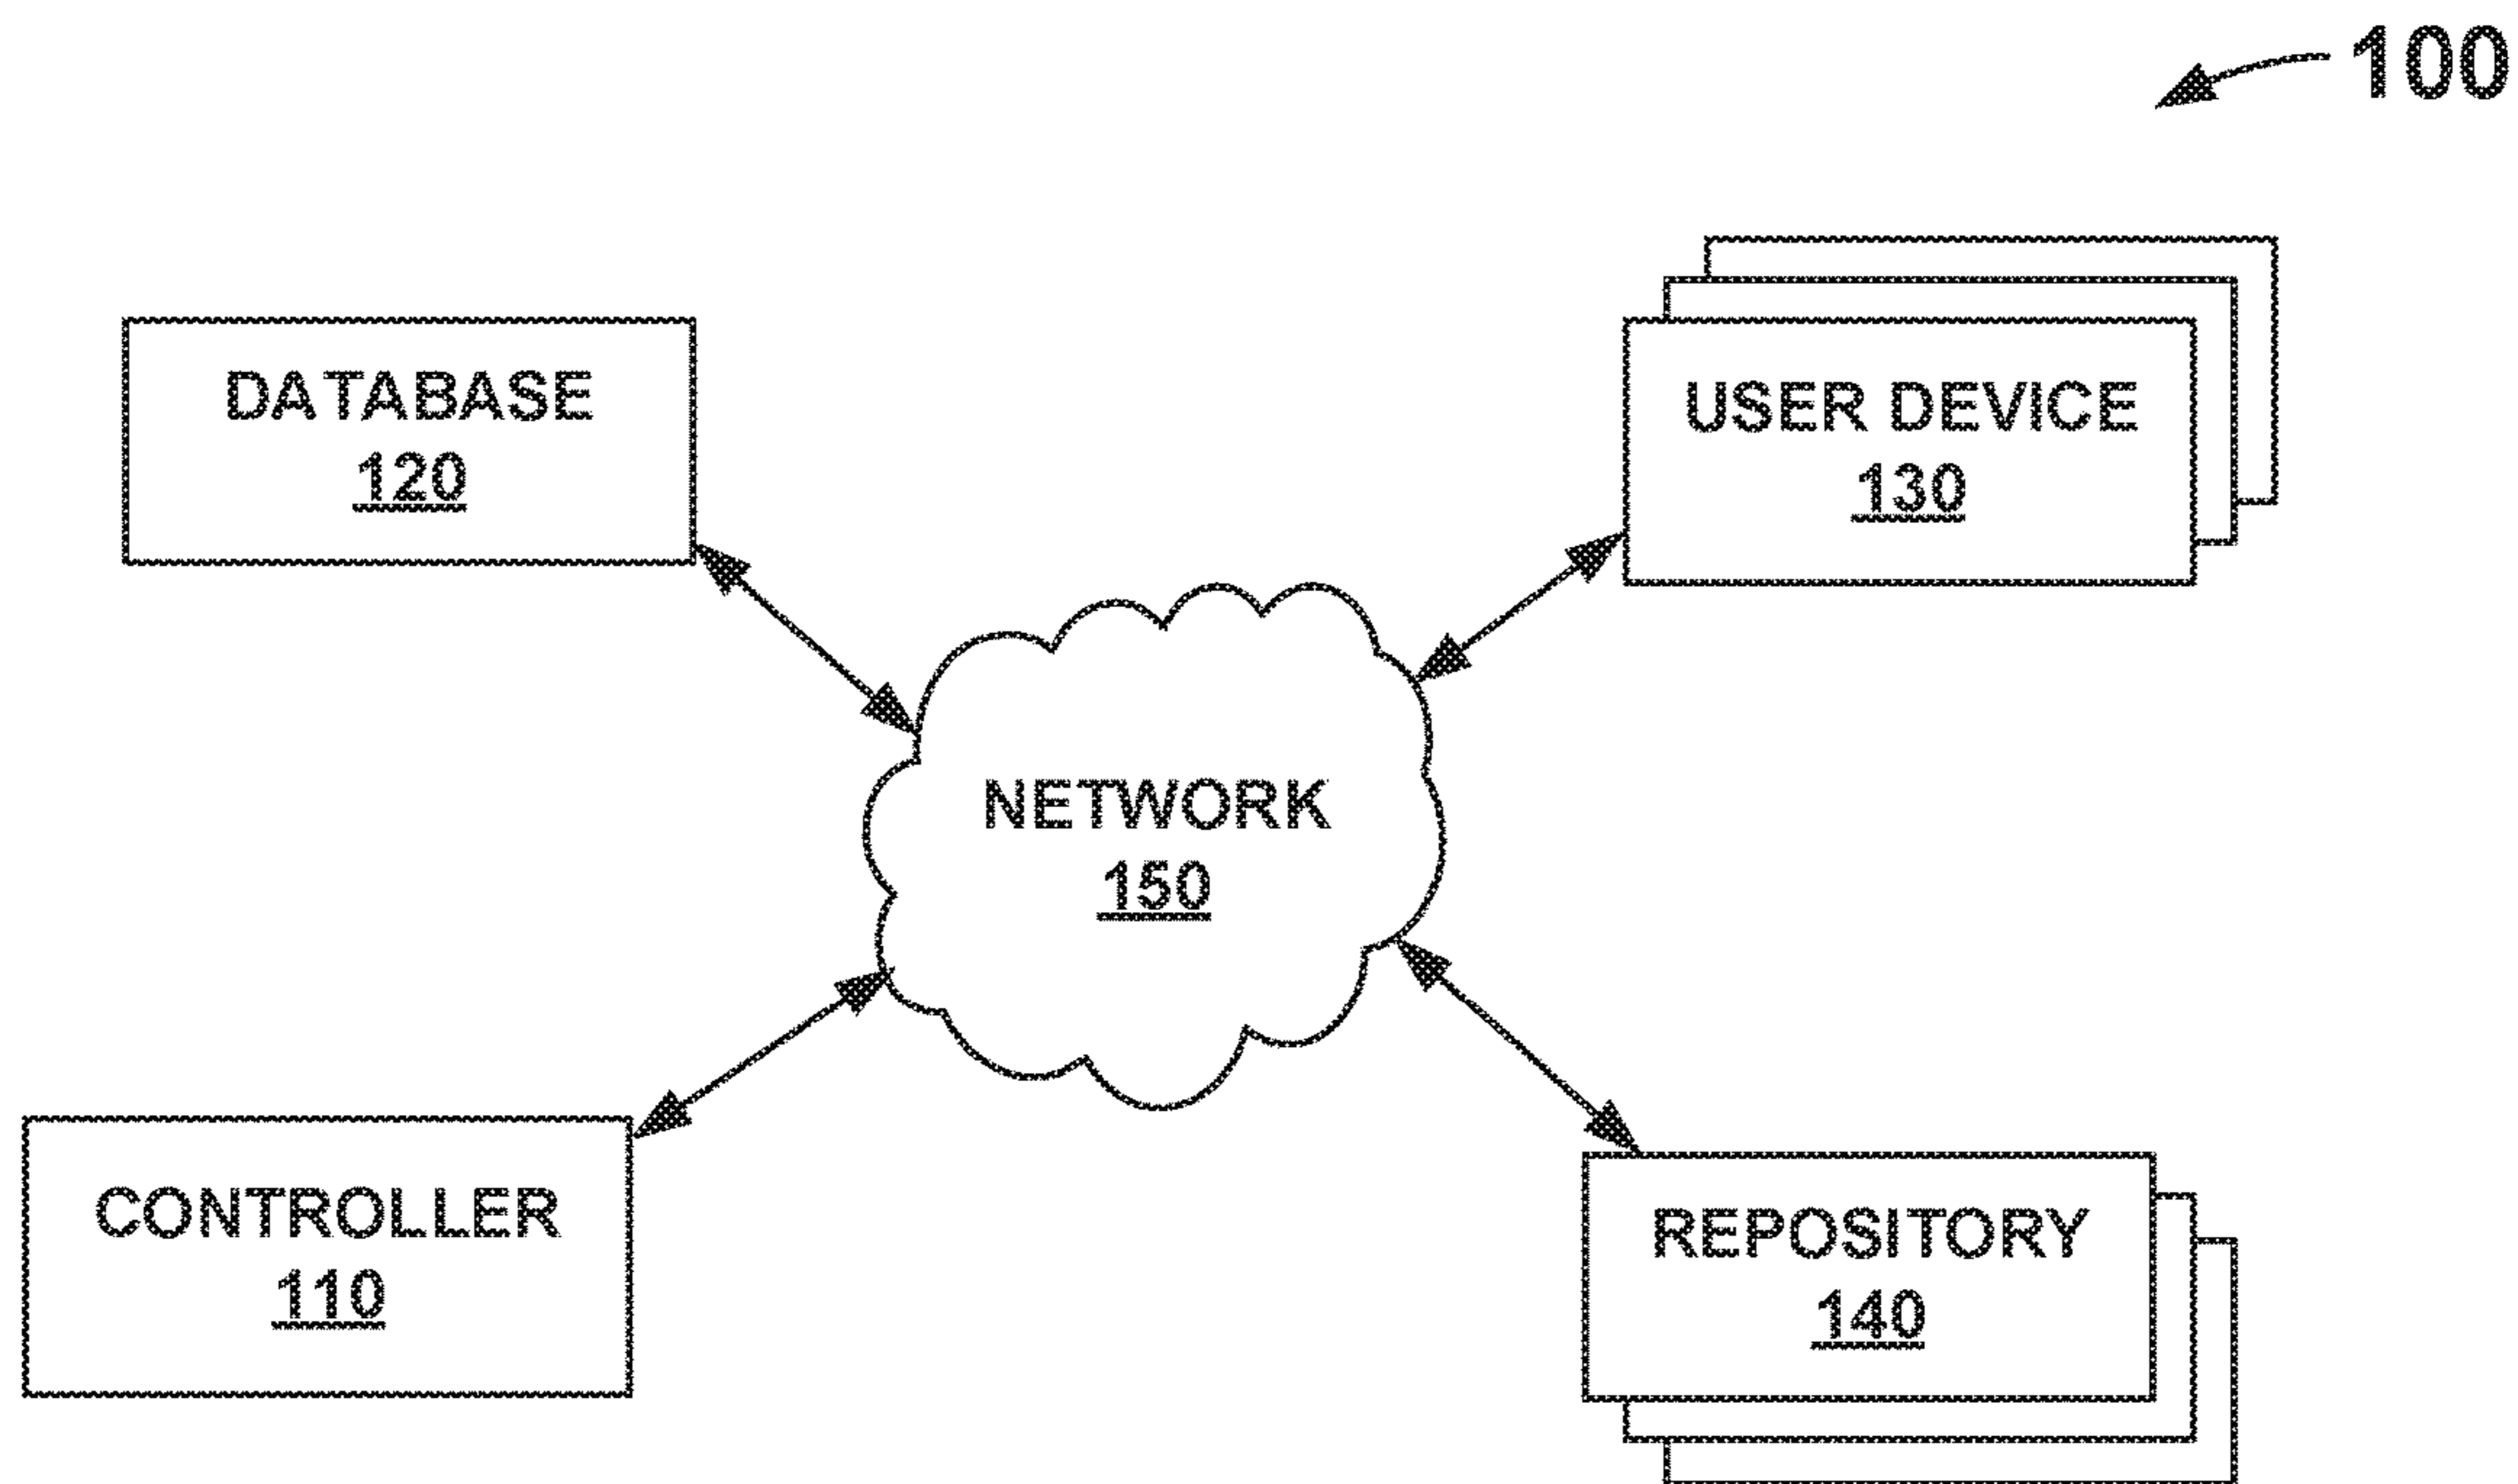 100
DATABASE
120
USER DEVICE
130
NETWORK
150
CONTROLLER
110
REPOSITORY
140